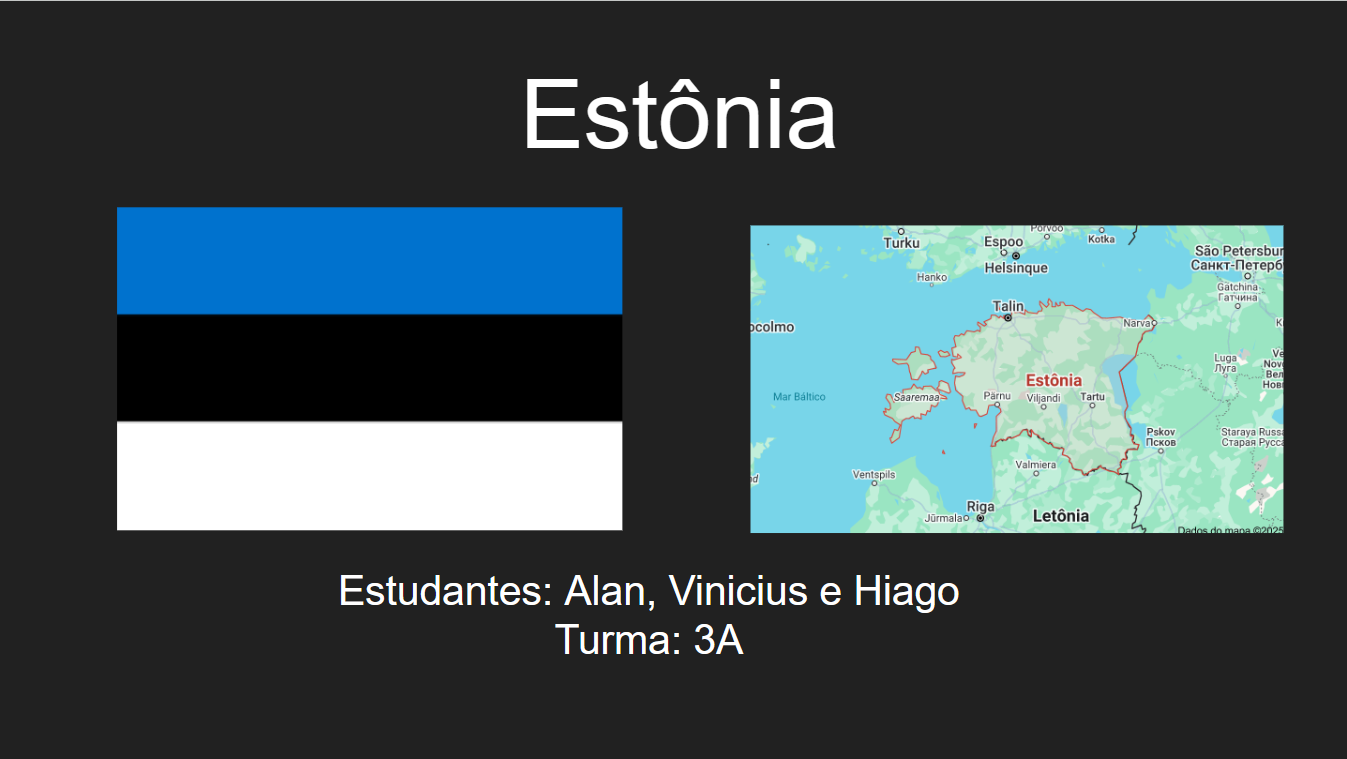 Estônia
Turku
Espoo
Porvoo
Kotka
Helsinque
Hanko
São Petersbur
Санкт-Петерб
Gatchina
Гатчина
Talin
Narva
ocolmo
Luga
Луга
Estônia
Mar Báltico
Saaremaa
Pärnu
Viljandi
Tartu
Pskov
Псков
Staraya Russa
Старая Русса
Valmiera
Ventspils
Riga
Jūrmala
Letônia
Dados do mapa ©2025
Estudantes: Alan, Vinicius e Hiago
Turma: 3A